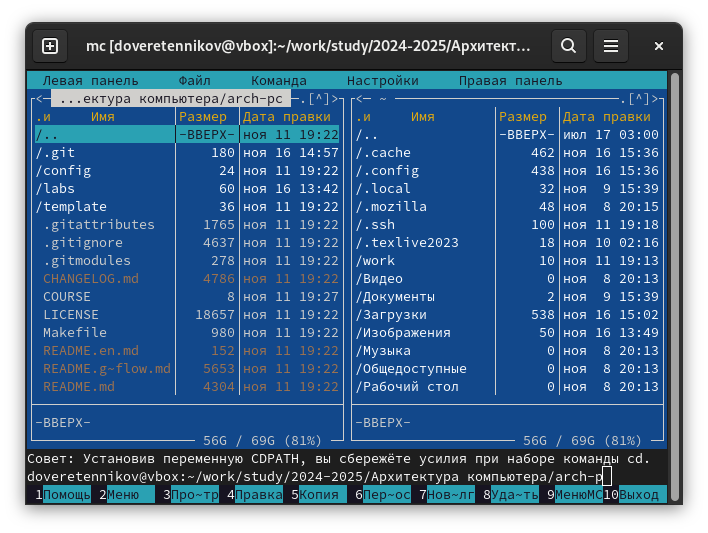 mc [doveretennikov@vbox]:~/work/study/2024-2025/Архитект...
Левая панель Файл Команда Настройки Правая панель
<— ...ектура компьютера/arch-pc —.[^]> <— ~ —.[^]>
.и Имя Размер Дата правки .и Имя Размер Дата правки
/.. -ВВЕРХ- ноя 11 19:22 /.. -ВВЕРХ- июл 17 03:00
/.git 180 ноя 16 14:57 /.cache 462 ноя 16 15:36
/config 24 ноя 11 19:22 /.config 438 ноя 16 15:36
/labs 60 ноя 16 13:42 /.local 32 ноя 9 15:39
/template 36 ноя 11 19:22 /.mozilla 48 ноя 8 20:15
.gitattributes 1765 ноя 11 19:22 /.ssh 100 ноя 11 19:18
.gitignore 4637 ноя 11 19:22 /.texlive2023 18 ноя 10 02:16
.gitmodules 278 ноя 11 19:22 /work 10 ноя 11 19:13
CHANGELOG.md 4786 ноя 11 19:22 /Видео 0 ноя 8 20:13
COURSE 8 ноя 11 19:27 /Документы 2 ноя 9 15:39
LICENSE 18657 ноя 11 19:22 /Загрузки 538 ноя 16 15:02
Makefile 980 ноя 11 19:22 /Изображения 50 ноя 16 13:49
README.en.md 152 ноя 11 19:22 /Музыка 0 ноя 8 20:13
README.g~flow.md 5653 ноя 11 19:22 /Общедоступные 0 ноя 8 20:13
README.md 4304 ноя 11 19:22 /Рабочий стол 0 ноя 8 20:13
-ВВЕРХ- -ВВЕРХ-
56G / 69G (81%) 56G / 69G (81%)
Совет: Установив переменную CDPATH, вы сбережёте усилия при наборе команды cd.
doveretennikov@vbox:~/work/study/2024-2025/Архитектура компьютера/arch-p
1Помощь 2Меню 3Про~тр 4Правка 5Копия 6Пер~ос 7Нов~лг 8Уда~ть 9МенюМС10Выход